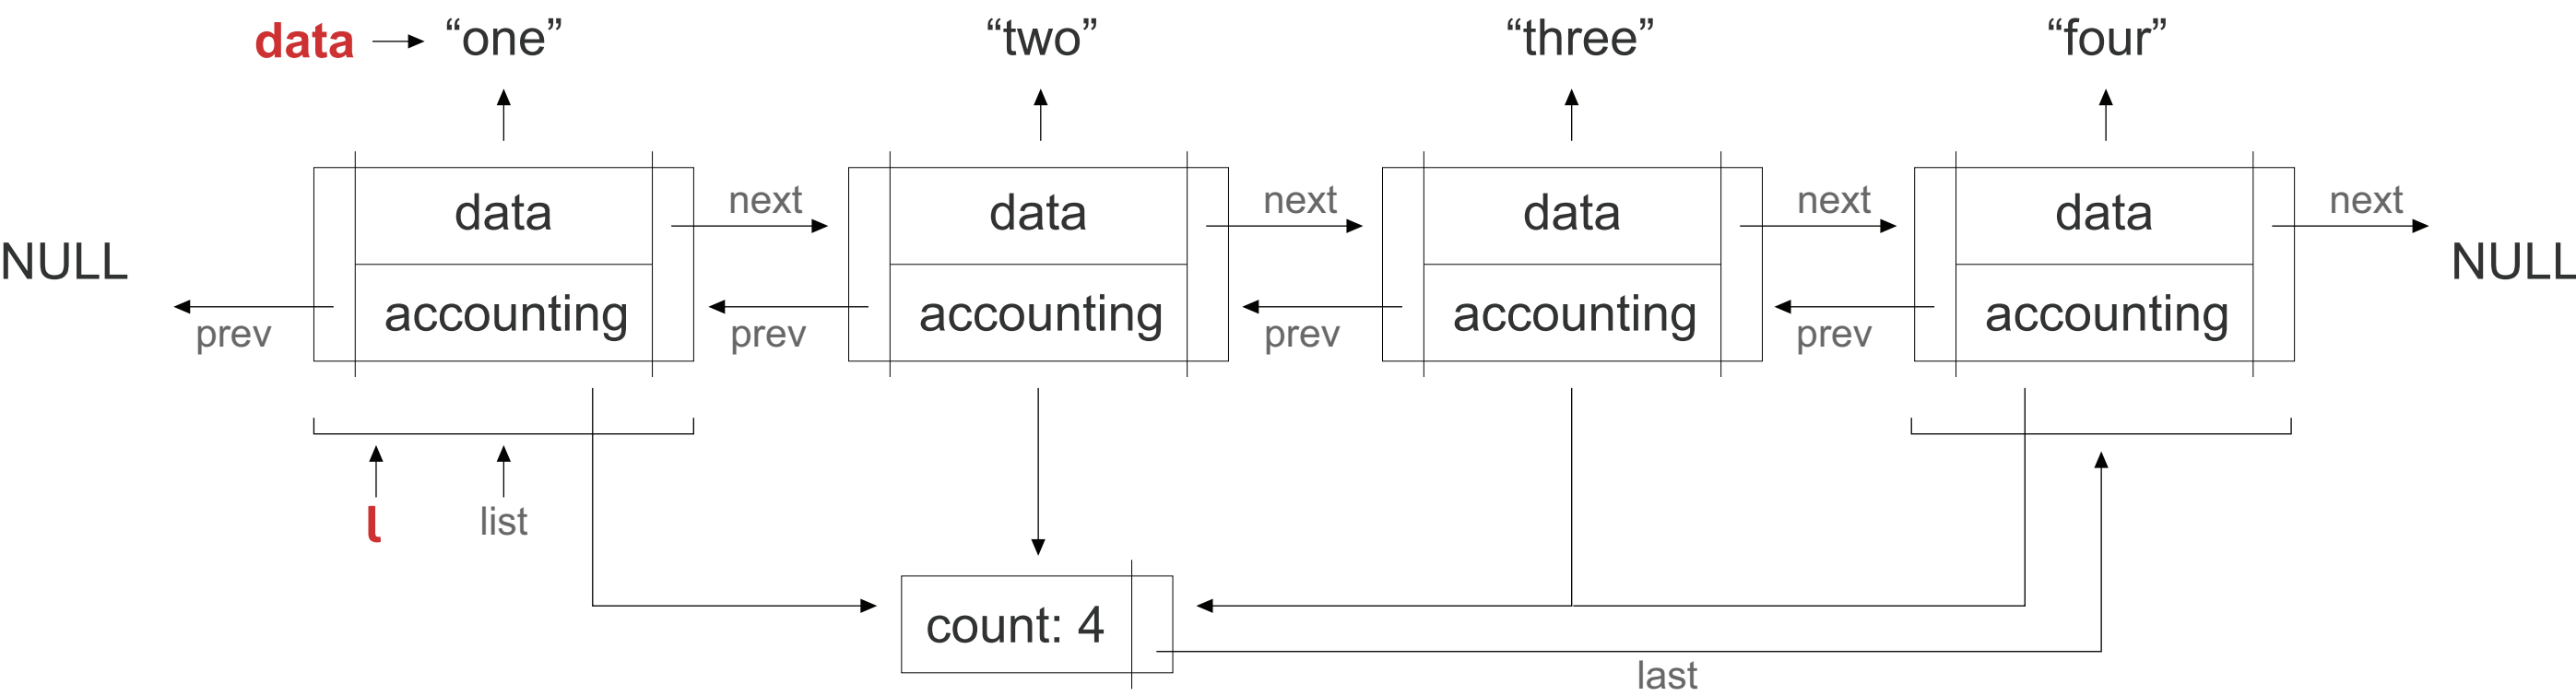 data “one” “two” “three” “four”
data next data next data next data next
NULL NULL
accounting accounting accounting accounting
prev prev prev prev
l list
count: 4
last